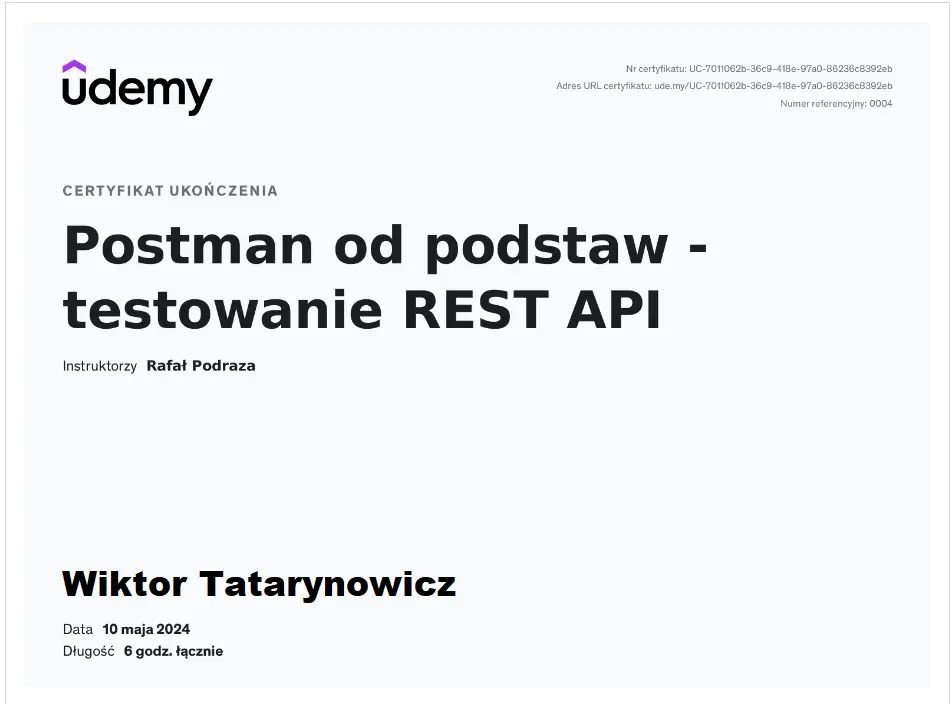 udemy
Nr certyfikatu: UC-7011062b-36c9-418e-97a0-86236c8392eb
Adres URL certyfikatu: ude.my/UC-7011062b-36c9-418e-97a0-86236c8392eb
Numer referencyjny: 0004
CERTYFIKAT UKOŃCZENIA
Postman od podstaw -
testowanie REST API
Instruktorzy Rafał Podraza
Wiktor Tatarynowicz
Data 10 maja 2024
Długość 6 godz. łącznie